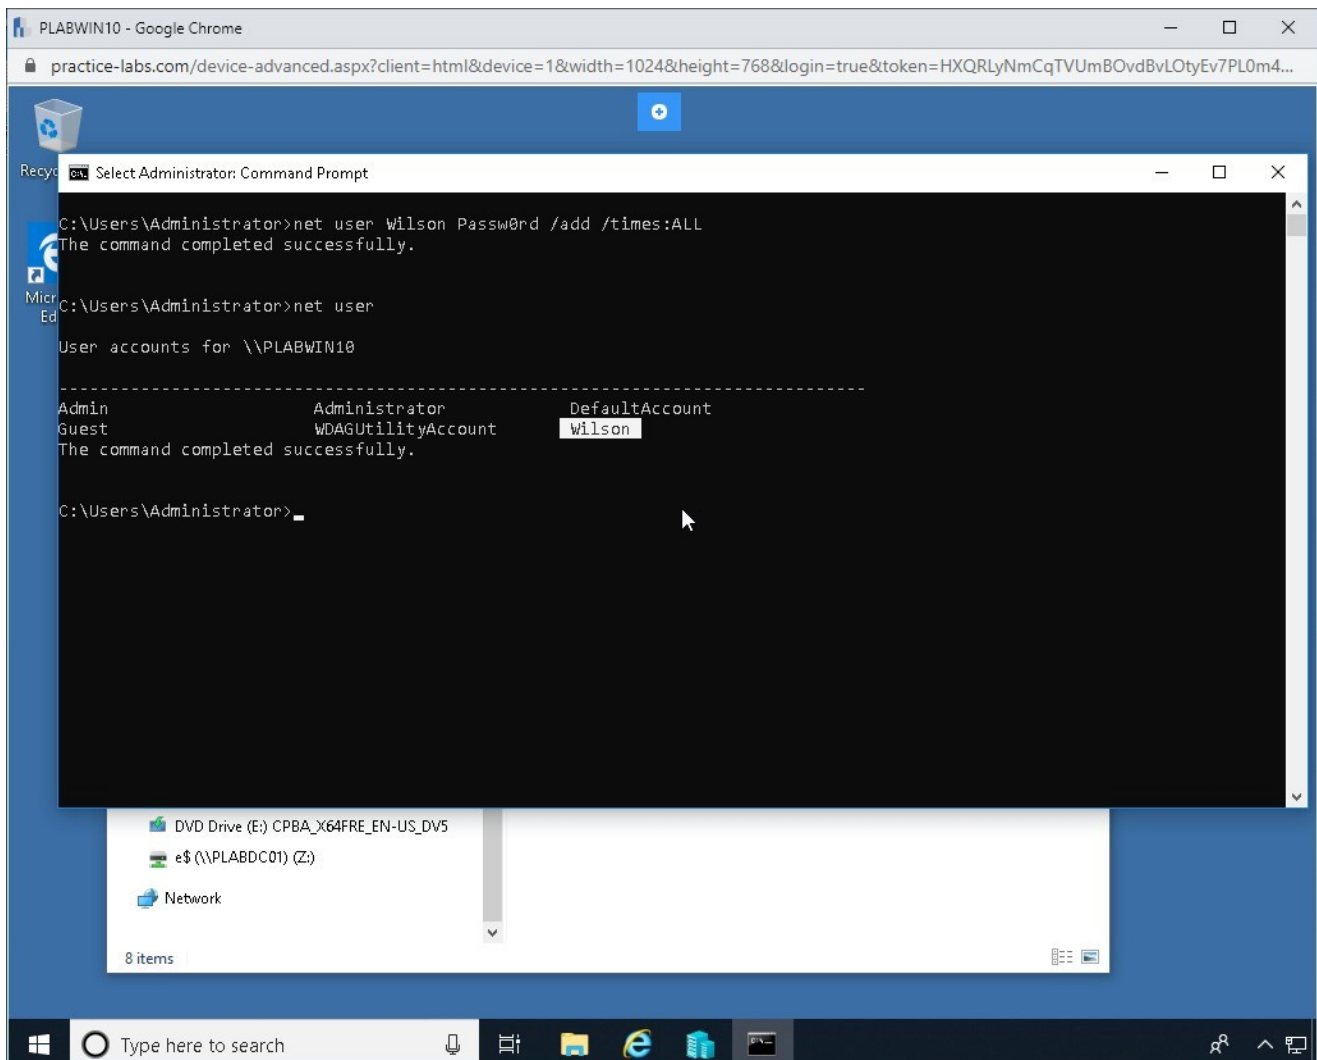 PLABWIN10 - Google Chrome
practice-labs.com/device-advanced.aspx?client=html&device=1&width=1024&height=768&login=true&token=HXQRLyNmCqTVUmBOvdBvLOtyEv7PL0m4...
Recyc
Select Administrator: Command Prompt
C:\Users\Administrator>net user Wilson Passw0rd /add /times:ALL
The command completed successfully.
Micr
Ed
C:\Users\Administrator>net user
User accounts for \\PLABWIN10
-------------------------------------------------------------------------------
Admin Administrator DefaultAccount
Guest WDAGUtilityAccount Wilson
The command completed successfully.
C:\Users\Administrator>
DVD Drive (E:) CPBA_X64FRE_EN-US_DV5
e$ (\\PLABDC01) (Z:)
Network
8 items
Type here to search